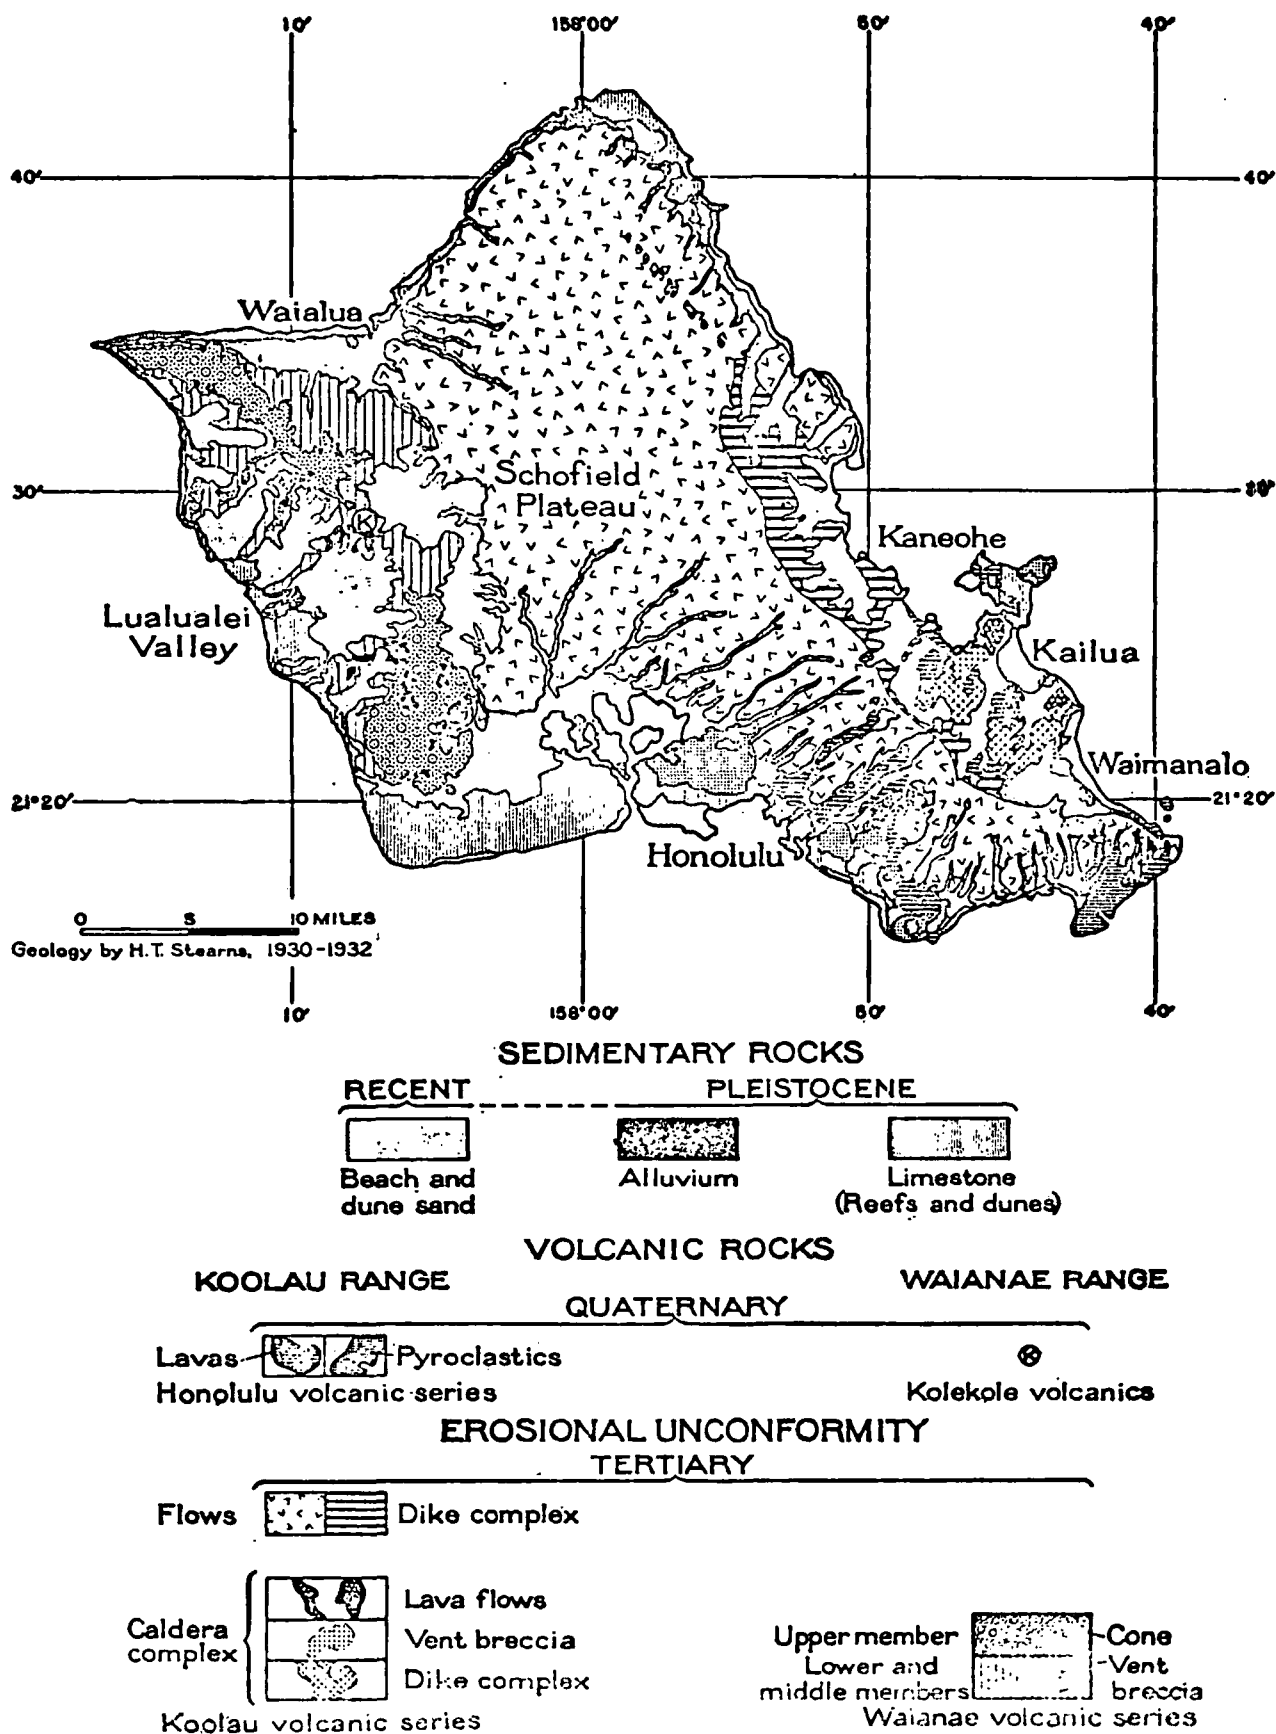 10' 158°00' 50' 40'
40' 40'
Waialua
Schofield
Plateau
30' 30'
Kaneohe
Lualualei
Valley
Kailua
Waimanalo
21°20' 21°20'
Honolulu
0 5 10 MILES
Geology by H.T. Stearns, 1930-1932
10' 158°00' 50' 40'
SEDIMENTARY ROCKS
RECENT PLEISTOCENE
Beach and Alluvium Limestone
dune sand (Reefs and dunes)
VOLCANIC ROCKS
KOOLAU RANGE WAIANAE RANGE
QUATERNARY
Lavas Pyroclastics K
Honolulu volcanic series Kolekole volcanics
EROSIONAL UNCONFORMITY
TERTIARY
Flows Dike complex
Lava flows
Caldera
complex
Vent breccia
Dike complex
Koolau volcanic series
Upper member Cone
Lower and Vent
middle members breccia
Waianae volcanic series